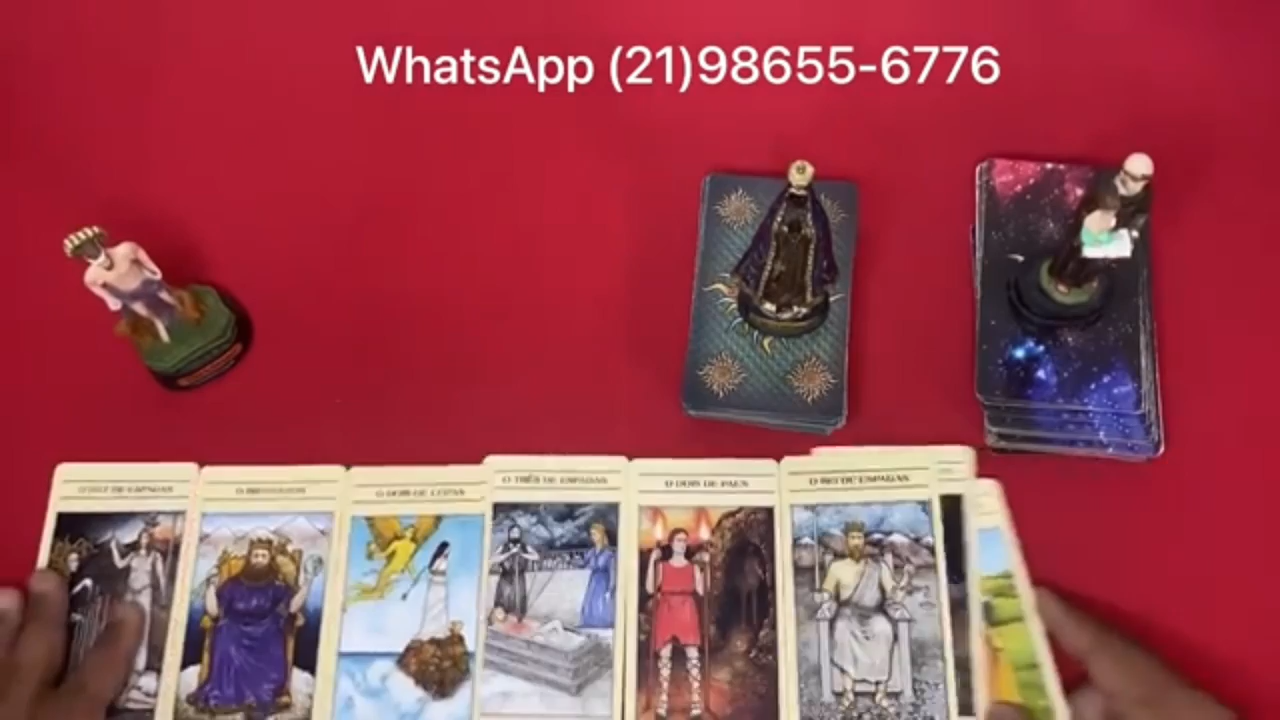 WhatsApp (21)98655-6776
O IMPERADOR
O DOIS DE COPAS
O TRÊS DE ESPADAS
O DOIS DE PAUS
O REI DE ESPADAS